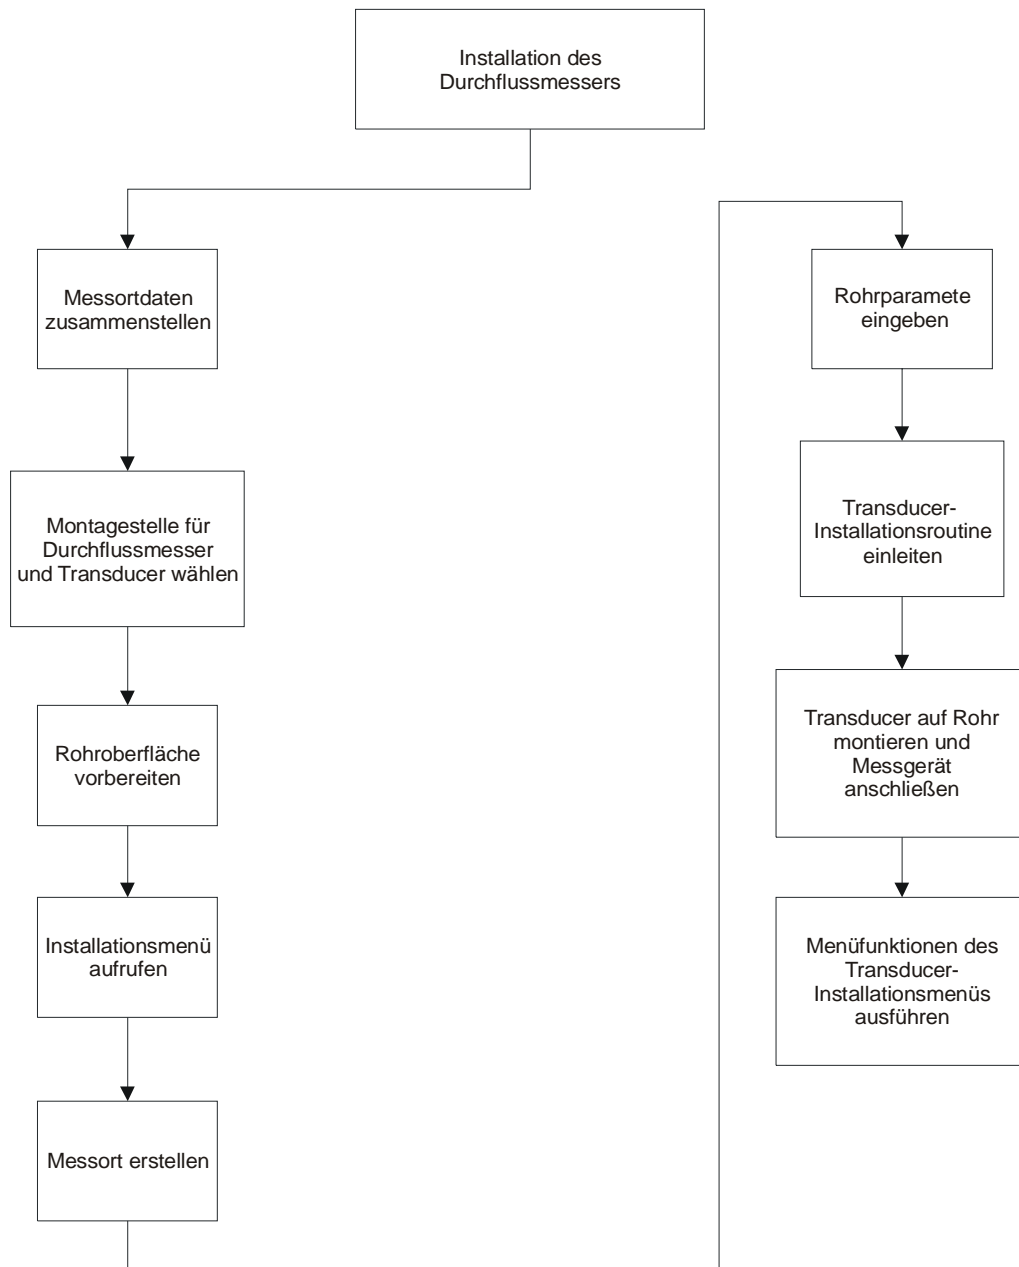 Installation des
Durchflussmessers
Messortdaten
zusammenstellen
Montagestelle für
Durchflussmesser
und Transducer wählen
Rohroberfläche
vorbereiten
Installationsmenü
aufrufen
Messort erstellen
Rohrparamete
eingeben
Transducer-
Installationsroutine
einleiten
Transducer auf Rohr
montieren und
Messgerät
anschließen
Menüfunktionen des
Transducer-
Installationsmenüs
ausführen